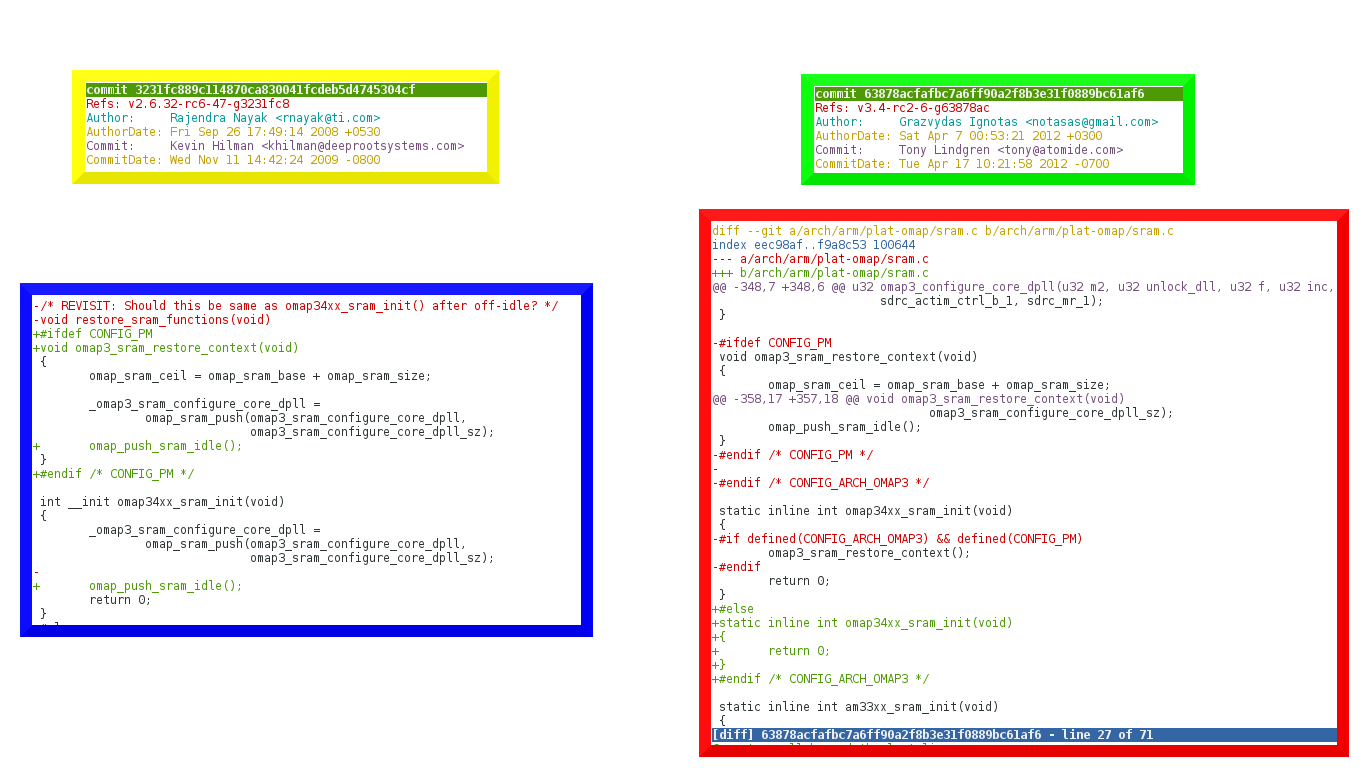 commit 3231fc889c114870ca830041fcdeb5d4745304cf
Refs: v2.6.32-rc6-47-g3231fc8
Author:     Rajendra Nayak <rnayak@ti.com>
AuthorDate: Fri Sep 26 17:49:14 2008 +0530
Commit:     Kevin Hilman <khilman@deeprootsystems.com>
CommitDate: Wed Nov 11 14:42:24 2009 -0800
-/* REVISIT: Should this be same as omap34xx_sram_init() after off-idle? */
-void restore_sram_functions(void)
+#ifdef CONFIG_PM
+void omap3_sram_restore_context(void)
 {
        omap_sram_ceil = omap_sram_base + omap_sram_size;
        _omap3_sram_configure_core_dpll =
                omap_sram_push(omap3_sram_configure_core_dpll,
                               omap3_sram_configure_core_dpll_sz);
+       omap_push_sram_idle();
 }
+#endif /* CONFIG_PM */
 int __init omap34xx_sram_init(void)
 {
        _omap3_sram_configure_core_dpll =
                omap_sram_push(omap3_sram_configure_core_dpll,
                               omap3_sram_configure_core_dpll_sz);
-
+       omap_push_sram_idle();
        return 0;
 }
commit 63878acfafbc7a6ff90a2f8b3e31f0889bc61af6
Refs: v3.4-rc2-6-g63878ac
Author:     Grazvydas Ignotas <notasas@gmail.com>
AuthorDate: Sat Apr 7 00:53:21 2012 +0300
Commit:     Tony Lindgren <tony@atomide.com>
CommitDate: Tue Apr 17 10:21:58 2012 -0700
diff --git a/arch/arm/plat-omap/sram.c b/arch/arm/plat-omap/sram.c
index eec98af..f9a8c53 100644
--- a/arch/arm/plat-omap/sram.c
+++ b/arch/arm/plat-omap/sram.c
@@ -348,7 +348,6 @@ u32 omap3_configure_core_dpll(u32 m2, u32 unlock_dll, u32 f, u32 inc,
                        sdrc_actim_ctrl_b_1, sdrc_mr_1);
 }
-#ifdef CONFIG_PM
 void omap3_sram_restore_context(void)
 {
        omap_sram_ceil = omap_sram_base + omap_sram_size;
@@ -358,17 +357,18 @@ void omap3_sram_restore_context(void)
                               omap3_sram_configure_core_dpll_sz);
        omap_push_sram_idle();
 }
-#endif /* CONFIG_PM */
-
-#endif /* CONFIG_ARCH_OMAP3 */
 static inline int omap34xx_sram_init(void)
 {
-#if defined(CONFIG_ARCH_OMAP3) && defined(CONFIG_PM)
        omap3_sram_restore_context();
-#endif
        return 0;
 }
+#else
+static inline int omap34xx_sram_init(void)
+{
+       return 0;
+}
+#endif /* CONFIG_ARCH_OMAP3 */
 static inline int am33xx_sram_init(void)
 {
[diff] 63878acfafbc7a6ff90a2f8b3e31f0889bc61af6 - line 27 of 71